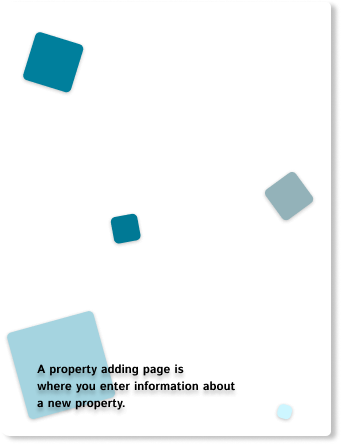 A property adding page is
where you enter information about
a new property.